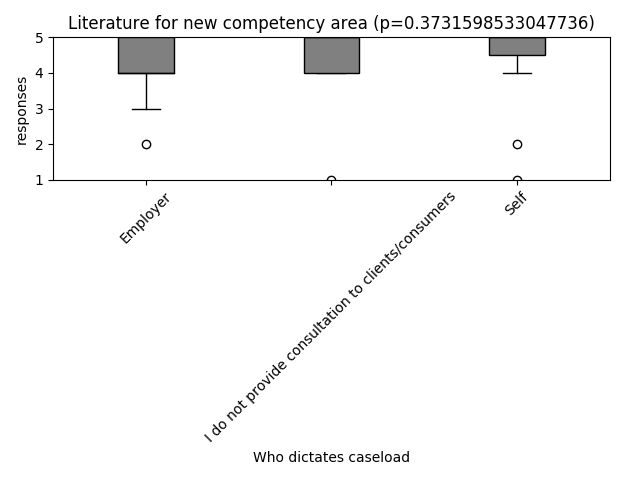 Literature for new competency area (p=0.3731598533047736)
5
4
3
2
1
responses
Employer
I do not provide consultation to clients/consumers
Self
Who dictates caseload